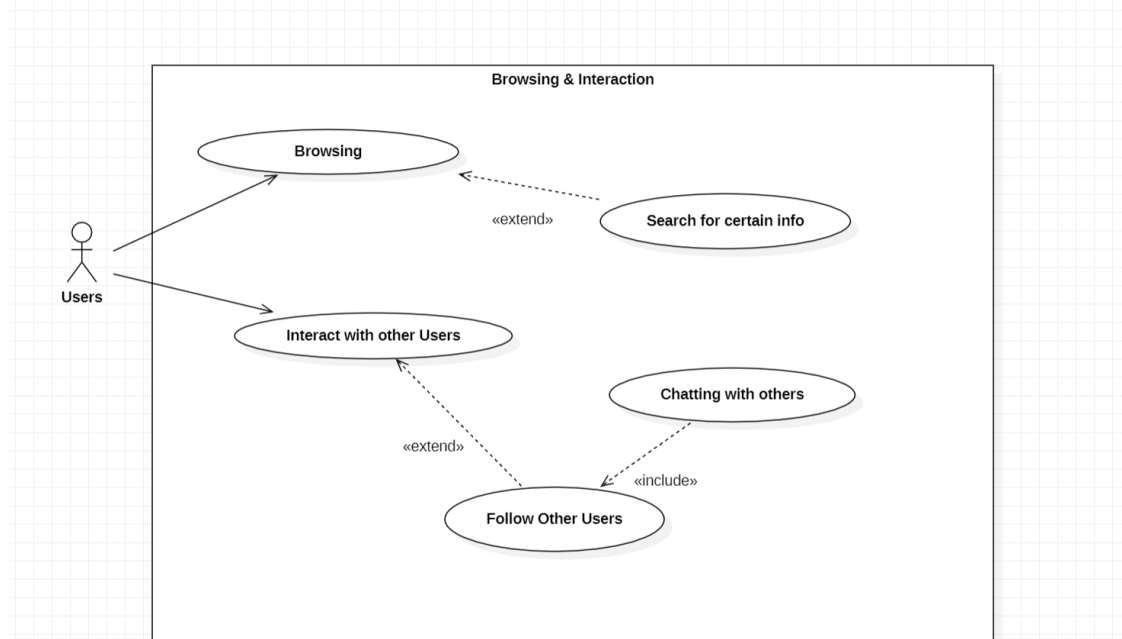 Browsing & Interaction
Browsing
Search for certain info
«extend»
Users
Interact with other Users
Chatting with others
«extend»
«include»
Follow Other Users